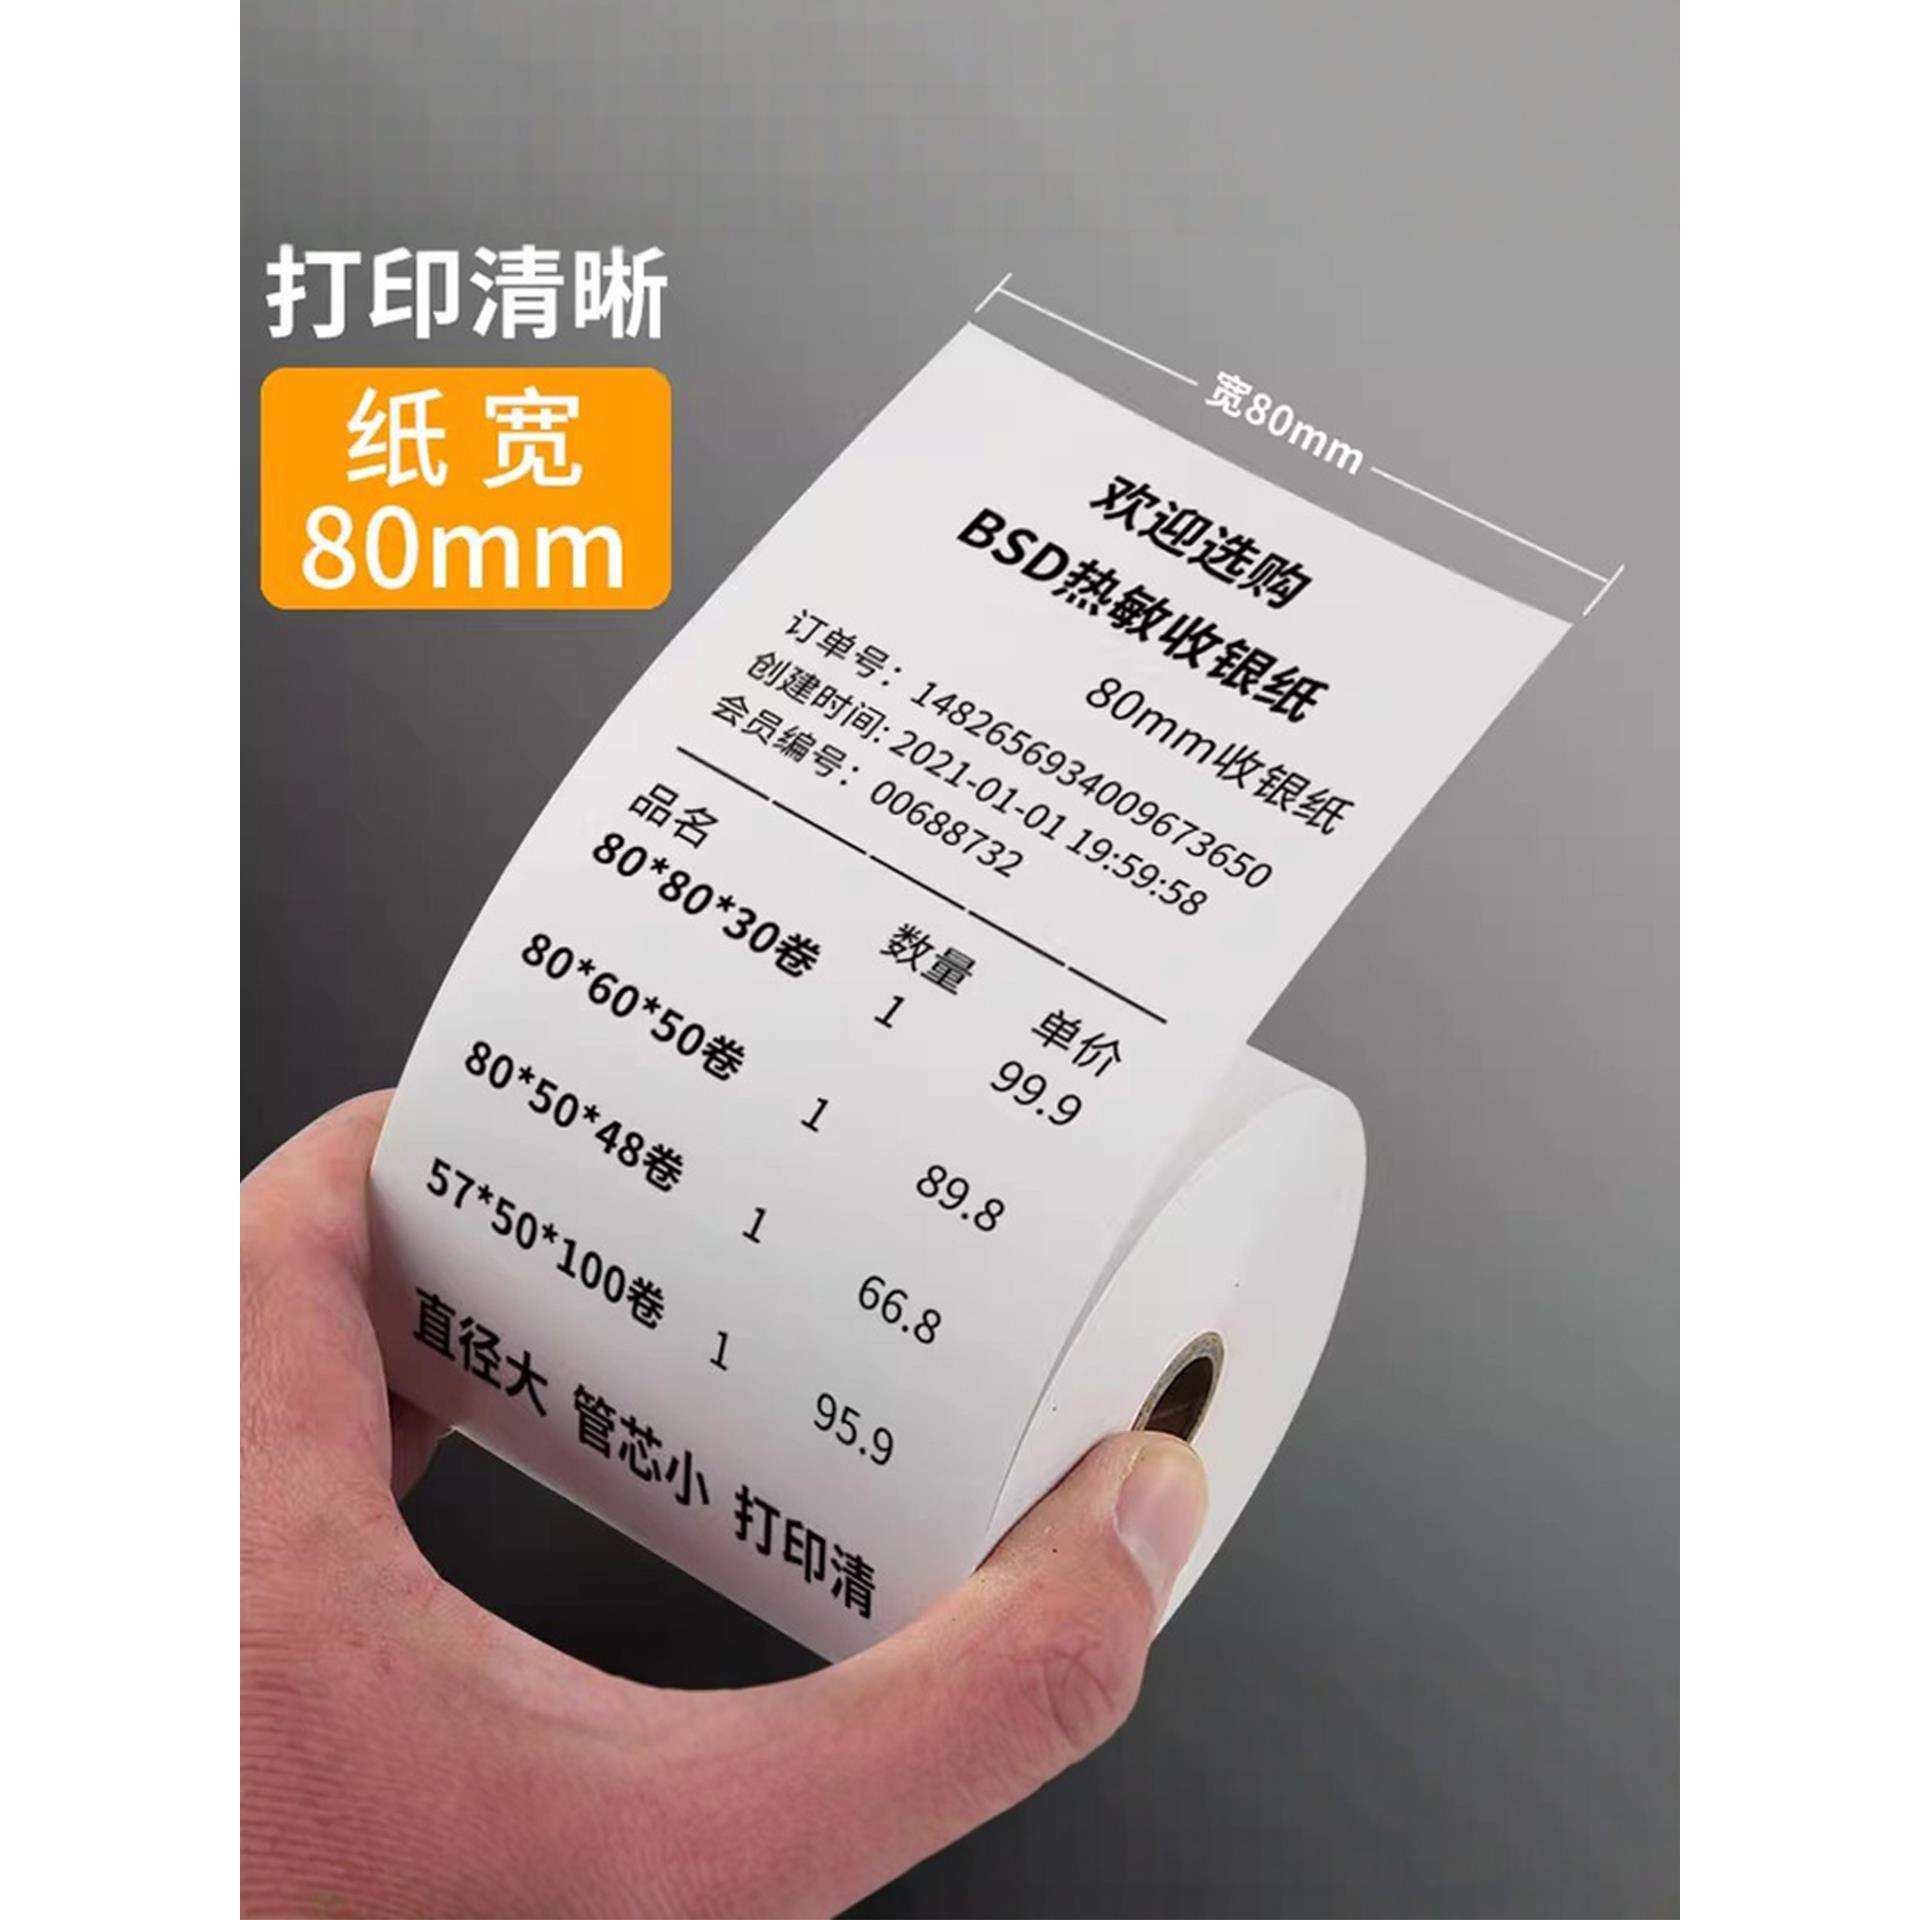 打印清晰
纸宽
80mm
宽80mm
欢迎选购
BSD热敏收银纸
80mm收银纸
订单号：1482656934009673650
创建时间: 2021-01-01 19:59:58
会员编号：00688732
品名 数量 单价
80*80*30卷 1 99.9
80*60*50卷 1 89.8
80*50*48卷 1 66.8
57*50*100卷 1 95.9
直径大 管芯小 打印清